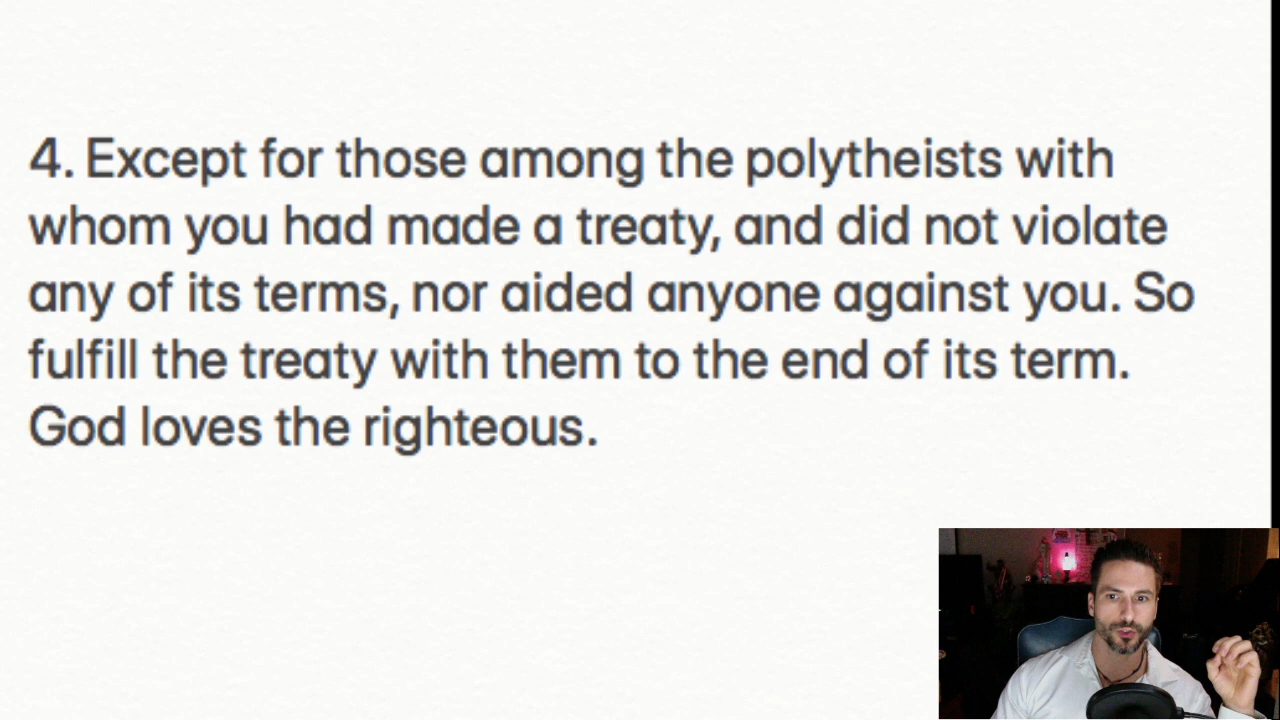 4. Except for those among the polytheists with
whom you had made a treaty, and did not violate
any of its terms, nor aided anyone against you. So
fulfill the treaty with them to the end of its term.
God loves the righteous.